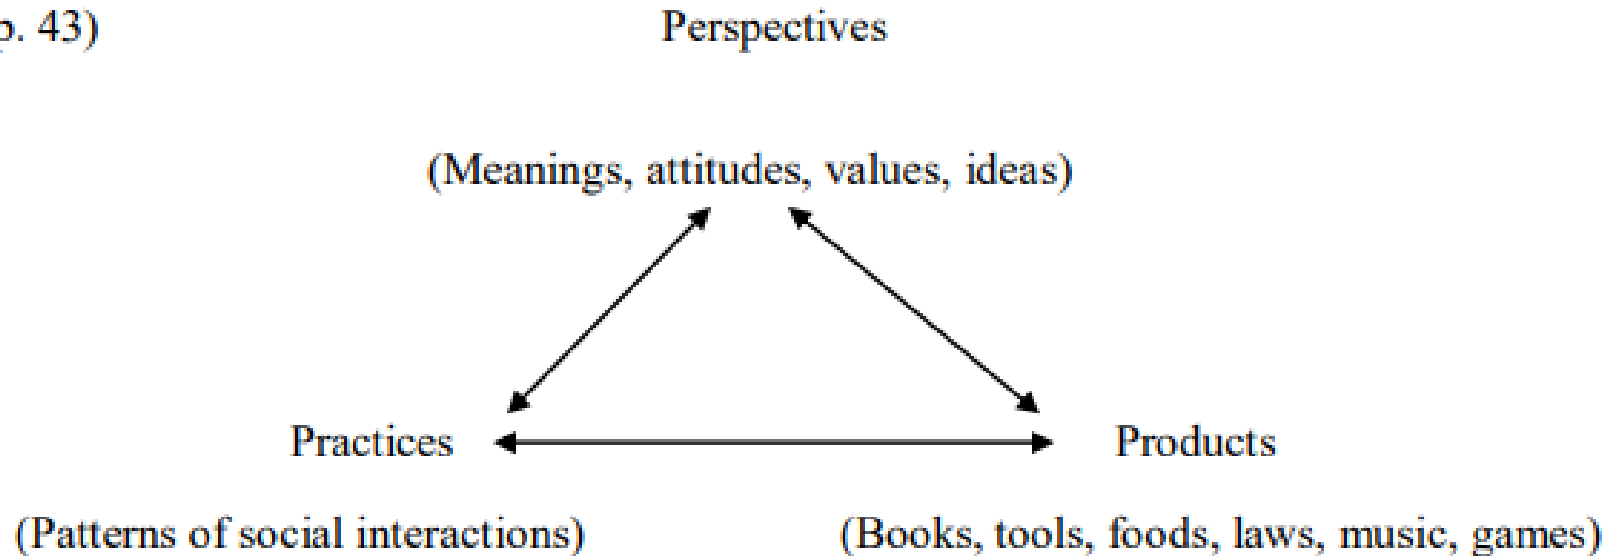 p. 43)
Perspectives
(Meanings, attitudes, values, ideas)
Practices
Products
(Patterns of social interactions)
(Books, tools, foods, laws, music, games)